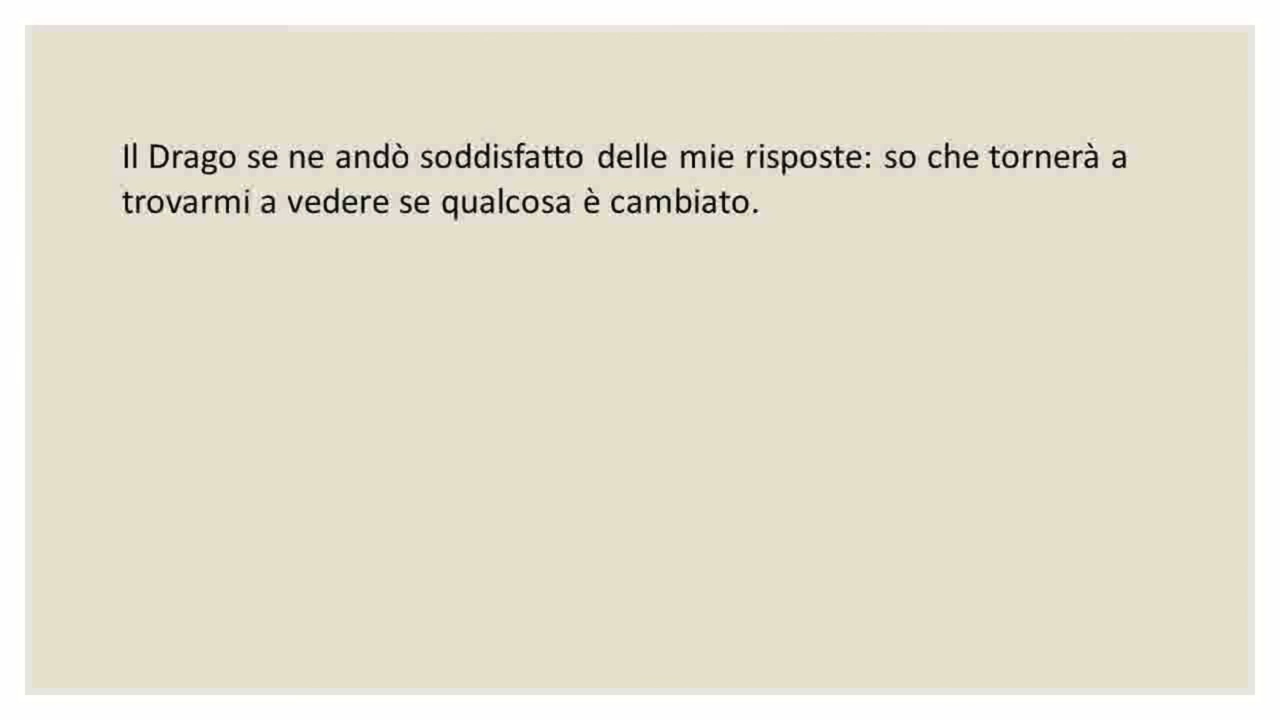 Il Drago se ne andò soddisfatto delle mie risposte: so che tornerà a
trovarmi a vedere se qualcosa è cambiato.